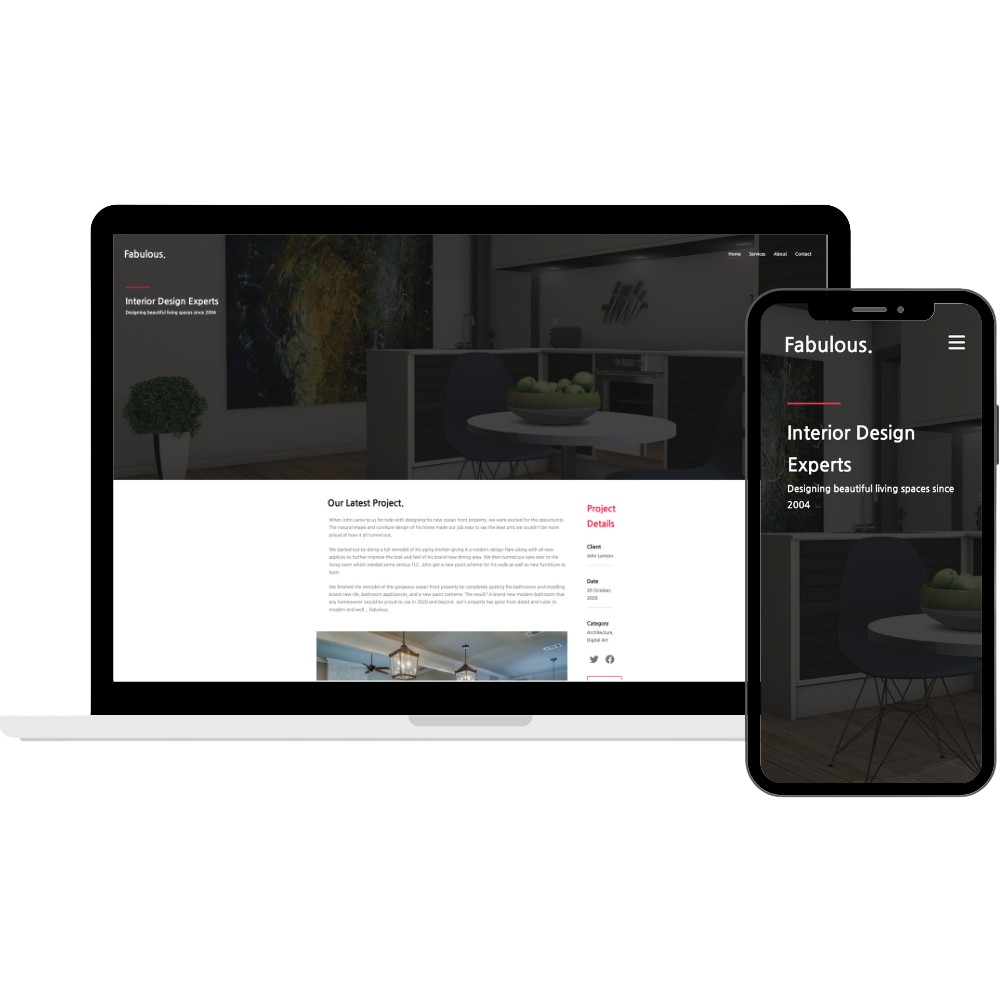 Fabulous.
Home Services About Contact
Interior Design Experts
Designing beautiful living spaces since 2004
Our Latest Project.
When John came to us for help with designing his new ocean front property, we were excited for the opportunity.
The natural shape and curniture design of his home made our job easy to say the least and we couldn't be more
proud of how it all turned out.
We started out by doing a full remodel of his aging kitchen giving it a modern design flare along with all new
applices to further improve the look and feel of his brand new dining area. We then turned our eyes over to the
living room which needed some serious TLC. John got a new paint scheme for his walls as well as new furniture to
boot.
We finished the remodel of this gorgeous ocean front property by completely gutting the bathrooms and installing
brand new tile, bathroom appliances, and a new paint scheme. The result? A brand new modern bathroom that
any homeowner would be proud to use in 2020 and beyond. Jon's property has gone from dated and rustic to
modern and well... Fabulous.
Project
Details
Client
John Lenson
Date
20 October,
2020
Category
Architecture,
Digital Art
Fabulous.
Interior Design
Experts
Designing beautiful living spaces since
2004